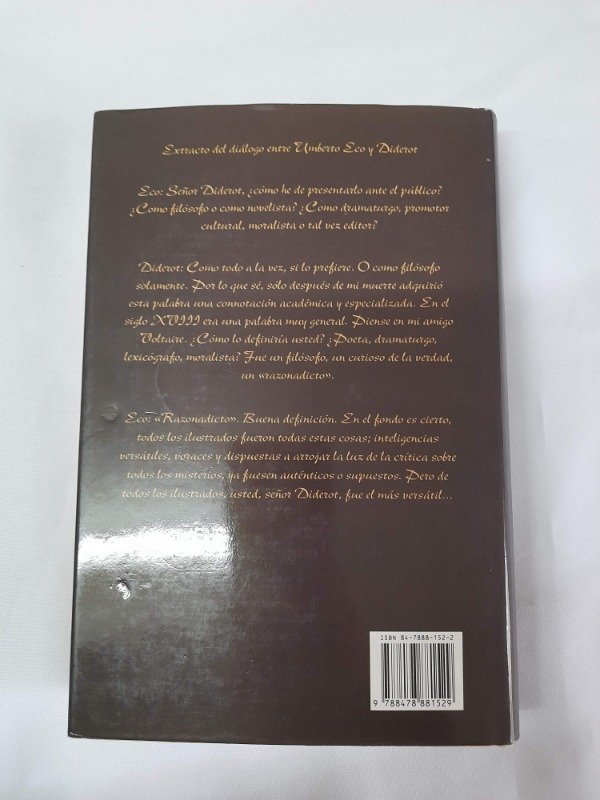 Extracto del diálogo entre Umberto Eco y Diderot
Eco: Señor Diderot, ¿cómo he de presentarlo ante el público?
¿Como filósofo o como novelista? ¿Como dramaturgo, promotor
cultural, moralista o tal vez editor?
Diderot: Como todo a la vez, si lo prefiere. O como filósofo
solamente. Por lo que sé, sólo después de mi muerte adquirió
esta palabra una connotación académica y especializada. En el
siglo XVIII era una palabra muy general. Piense en mi amigo
Voltaire. ¿Cómo lo definiría usted? ¿Poeta, dramaturgo,
lexicógrafo, moralista? Fue un filósofo, un curioso de la verdad,
un «razonadicto».
Eco: «Razonadicto». Buena definición. En el fondo es cierto,
todos los ilustrados fueron todas estas cosas; inteligencias
versátiles, voraces y dispuestas a arrojar la luz de la crítica sobre
todos los misterios, ya fuesen auténticos o supuestos. Pero de
todos los ilustrados, usted, señor Diderot, fue el más versátil...
ISBN 84-7888-152-2
9 788478 881529